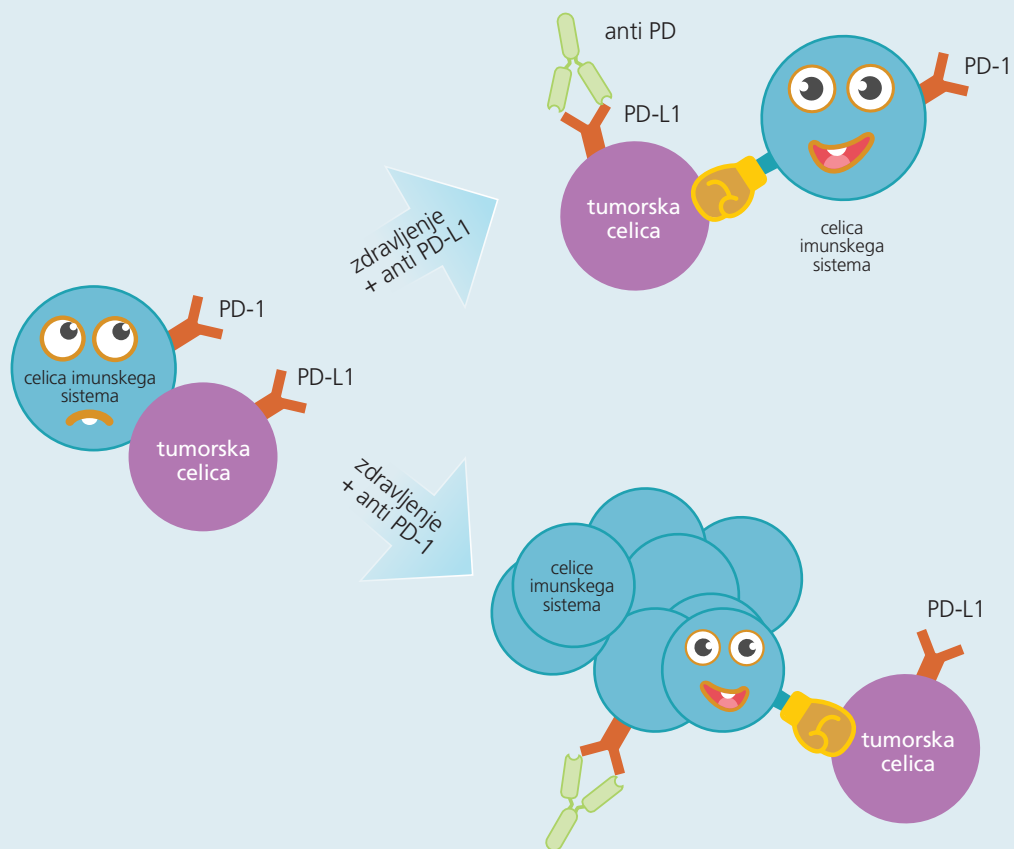 anti PD
PD-1
PD-L1
tumorska
celica
celica
imunskega
sistema
zdravljenje
+ anti PD-L1
PD-1
celica imunskega
sistema
PD-L1
tumorska
celica
zdravljenje
+ anti PD-1
celice
imunskega
sistema
PD-L1
tumorska
celica